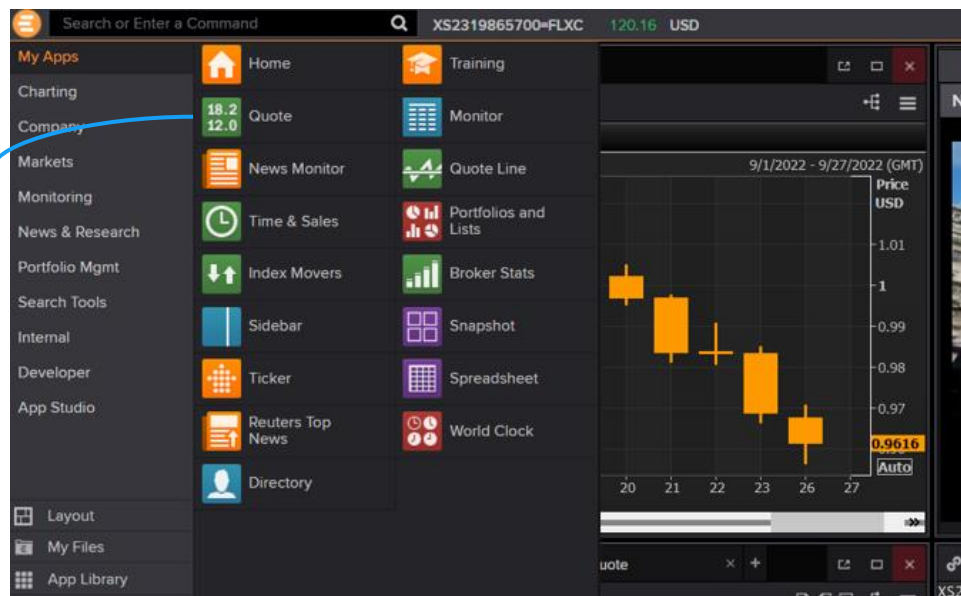 Search or Enter a Command
XS2319865700=FLXC 120.16 USD
My Apps
Charting
Company
Markets
Monitoring
News & Research
Portfolio Mgmt
Search Tools
Internal
Developer
App Studio
Layout
My Files
App Library
Home
Training
18.2
12.0
Quote
Monitor
News Monitor
Quote Line
Time & Sales
Portfolios and
Lists
Index Movers
Broker Stats
Sidebar
Snapshot
Ticker
Spreadsheet
Reuters Top
News
World Clock
Directory
9/1/2022 - 9/27/2022 (GMT)
Price
USD
1.01
1
0.99
0.98
0.97
0.9616
Auto
20 21 22 23 26 27
uote
N
XS2